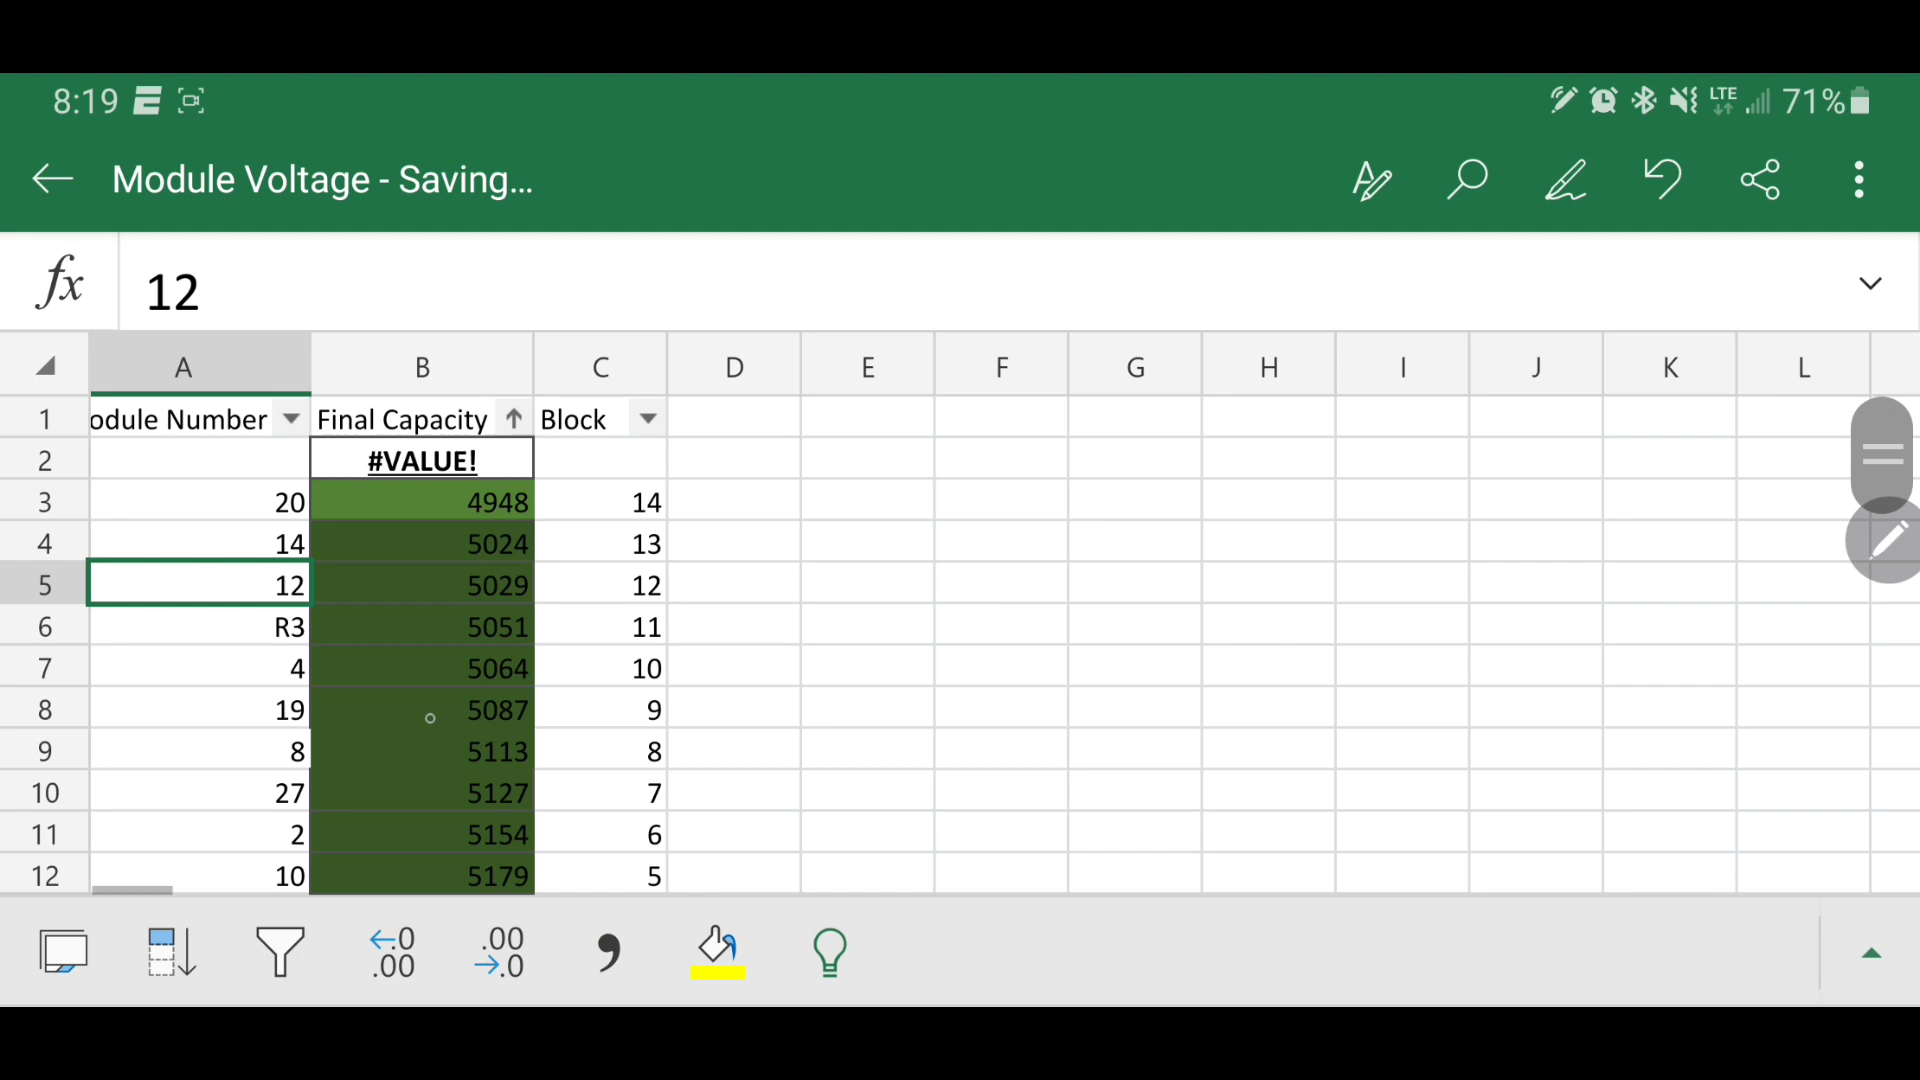 8:19 LTE 71%
Module Voltage - Saving...
fx 12
A B C D E F G H I J K L
1 odule Number Final Capacity Block
2 #VALUE!
3 20 4948 14
4 14 5024 13
5 12 5029 12
6 R3 5051 11
7 4 5064 10
8 19 5087 9
9 8 5113 8
10 27 5127 7
11 2 5154 6
12 10 5179 5
.0 .00 .00 .0 ,